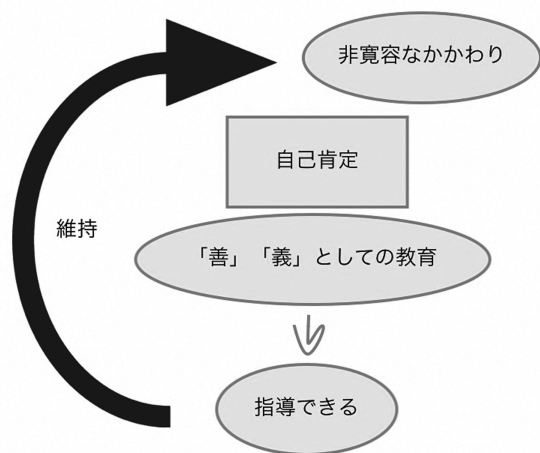 非寛容なかかわり
自己肯定
維持
「善」「義」としての教育
指導できる